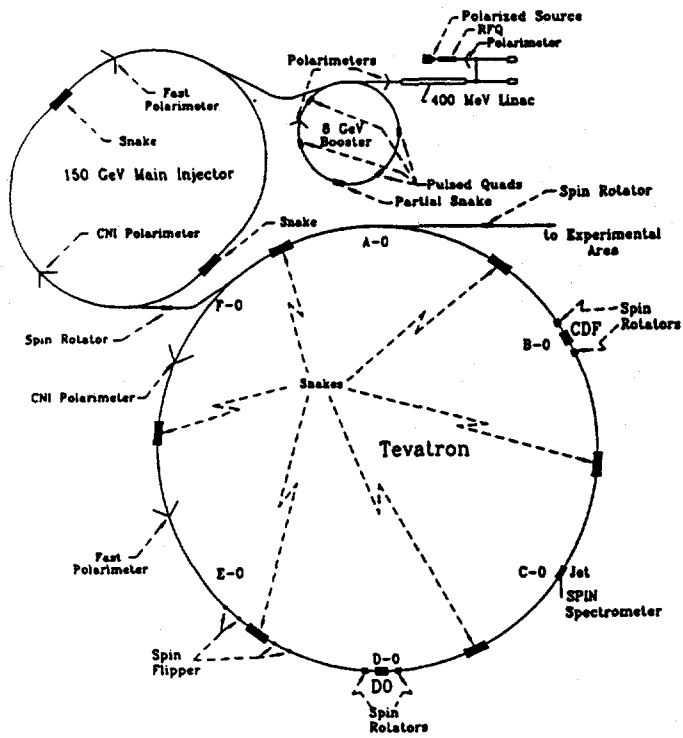 Polarized Source
RFQ
Polarimeter
Polarimeters
400 MeV Linac
Fast
Polarimeter
8 GeV
Booster
Snake
150 GeV Main Injector
Pulsed Quads
Partial Snake
Spin Rotator
CNI Polarimeter
Snake
A-0
to Experimental
Area
F-0
Spin
Rotators
CDF
B-0
Spin Rotator
CNI Polarimeter
Snakes
Tevatron
Fast
Polarimeter
E-0
C-0
Jet
SPIN
Spectrometer
Spin
Flipper
D-0
D0
Spin
Rotators